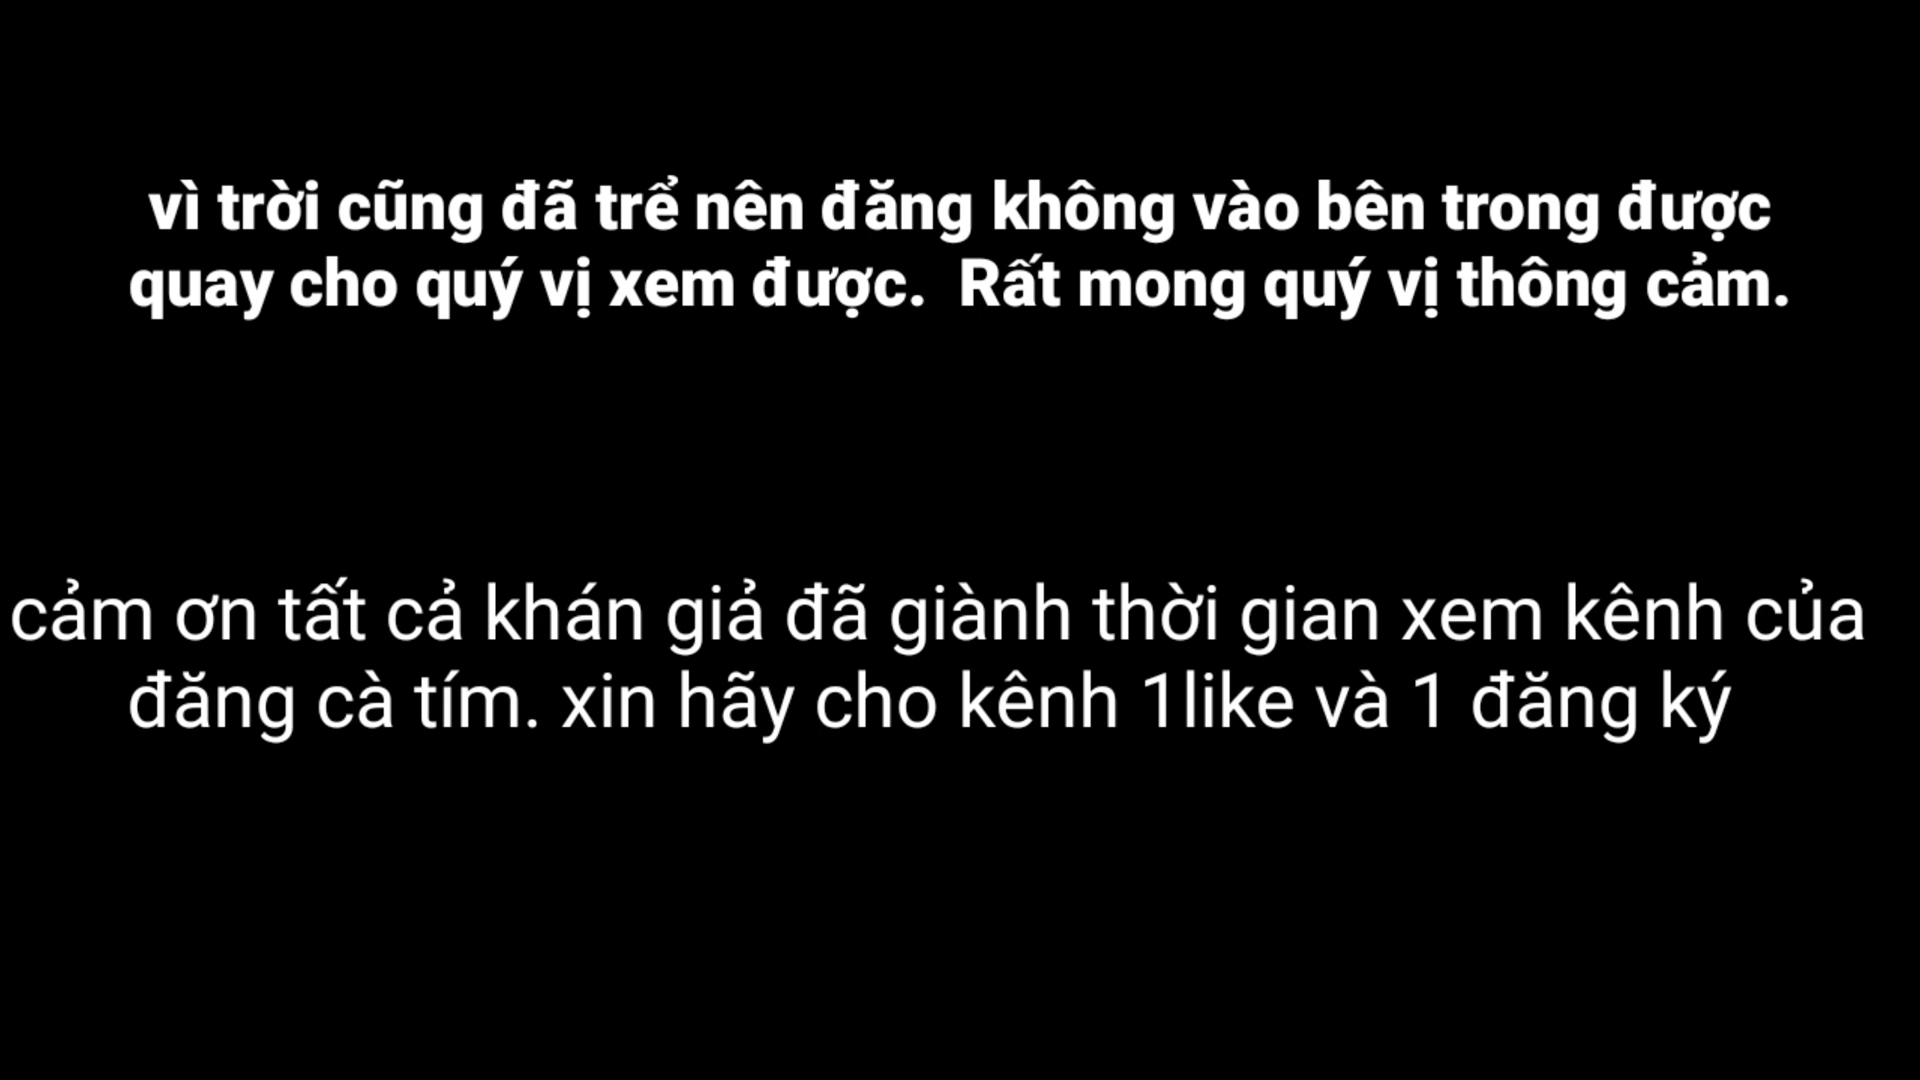 vì trời cũng đã trể nên đăng không vào bên trong được
quay cho quý vị xem được.  Rất mong quý vị thông cảm.
cảm ơn tất cả khán giả đã giành thời gian xem kênh của
đăng cà tím. xin hãy cho kênh 1like và 1 đăng ký